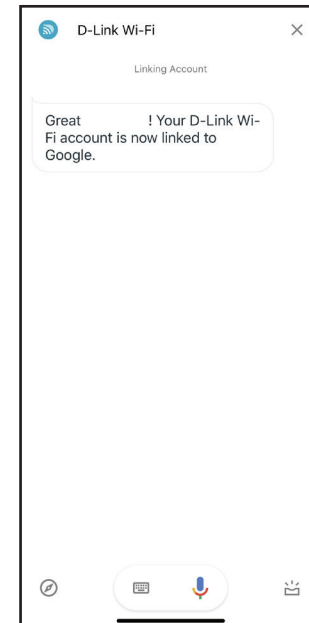 D-Link Wi-Fi
Linking Account
Great ! Your D-Link Wi-
Fi account is now linked to
Google.